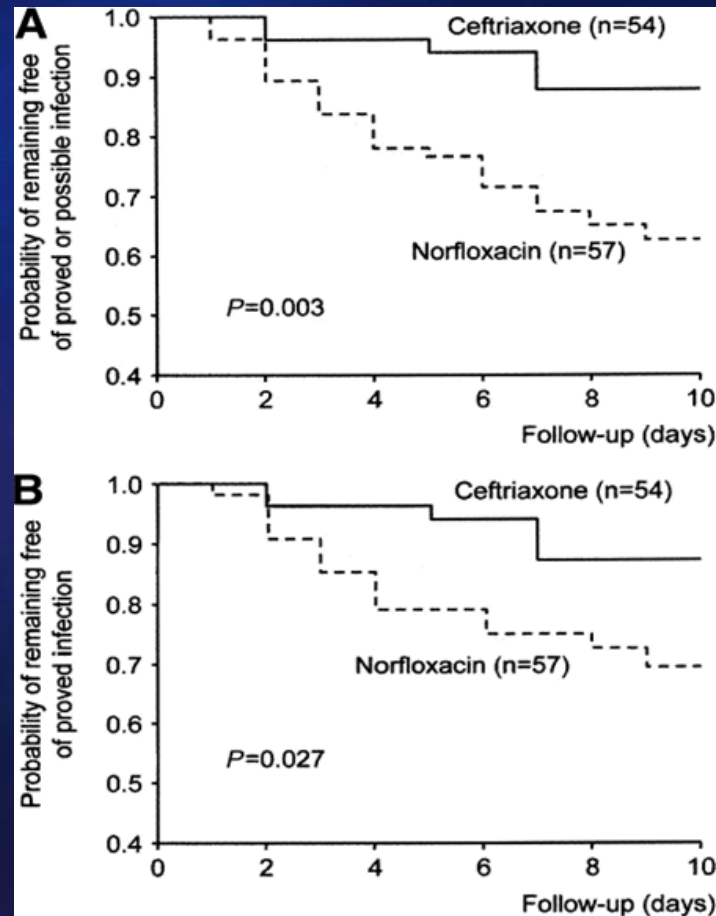 A
Probability of remaining free
of proved or possible infection
1.0
0.9
0.8
0.7
0.6
0.5
0.4
Ceftriaxone (n=54)
Norfloxacin (n=57)
P=0.003
0 2 4 6 8 10
Follow-up (days)
B
Probability of remaining free
of proved infection
1.0
0.9
0.8
0.7
0.6
0.5
0.4
Ceftriaxone (n=54)
Norfloxacin (n=57)
P=0.027
0 2 4 6 8 10
Follow-up (days)